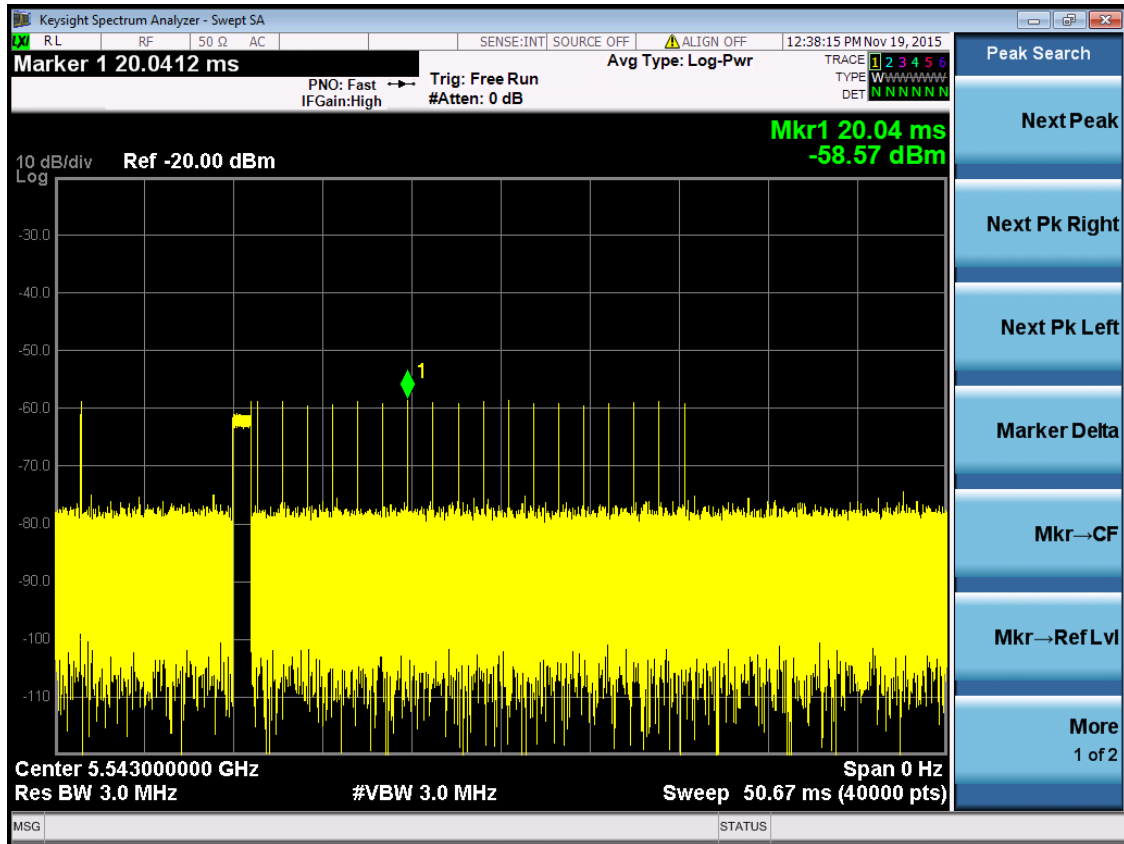 Keysight Spectrum Analyzer - Swept SA
LXI RL RF 50 Ω AC SENSE:INT SOURCE OFF ALIGN OFF 12:38:15 PM Nov 19, 2015
Marker 1 20.0412 ms
PNO: Fast
IFGain:High
Trig: Free Run
#Atten: 0 dB
Avg Type: Log-Pwr
TRACE 1 2 3 4 5 6
TYPE WWWWWW
DET N N N N N N
Peak Search
Next Peak
Next Pk Right
Next Pk Left
Marker Delta
Mkr→CF
Mkr→Ref Lvl
More
1 of 2
Mkr1 20.04 ms
-58.57 dBm
10 dB/div Ref -20.00 dBm
Log
-30.0
-40.0
-50.0
1
-60.0
-70.0
-80.0
-90.0
-100
-110
Center 5.543000000 GHz Span 0 Hz
Res BW 3.0 MHz #VBW 3.0 MHz Sweep 50.67 ms (40000 pts)
MSG STATUS